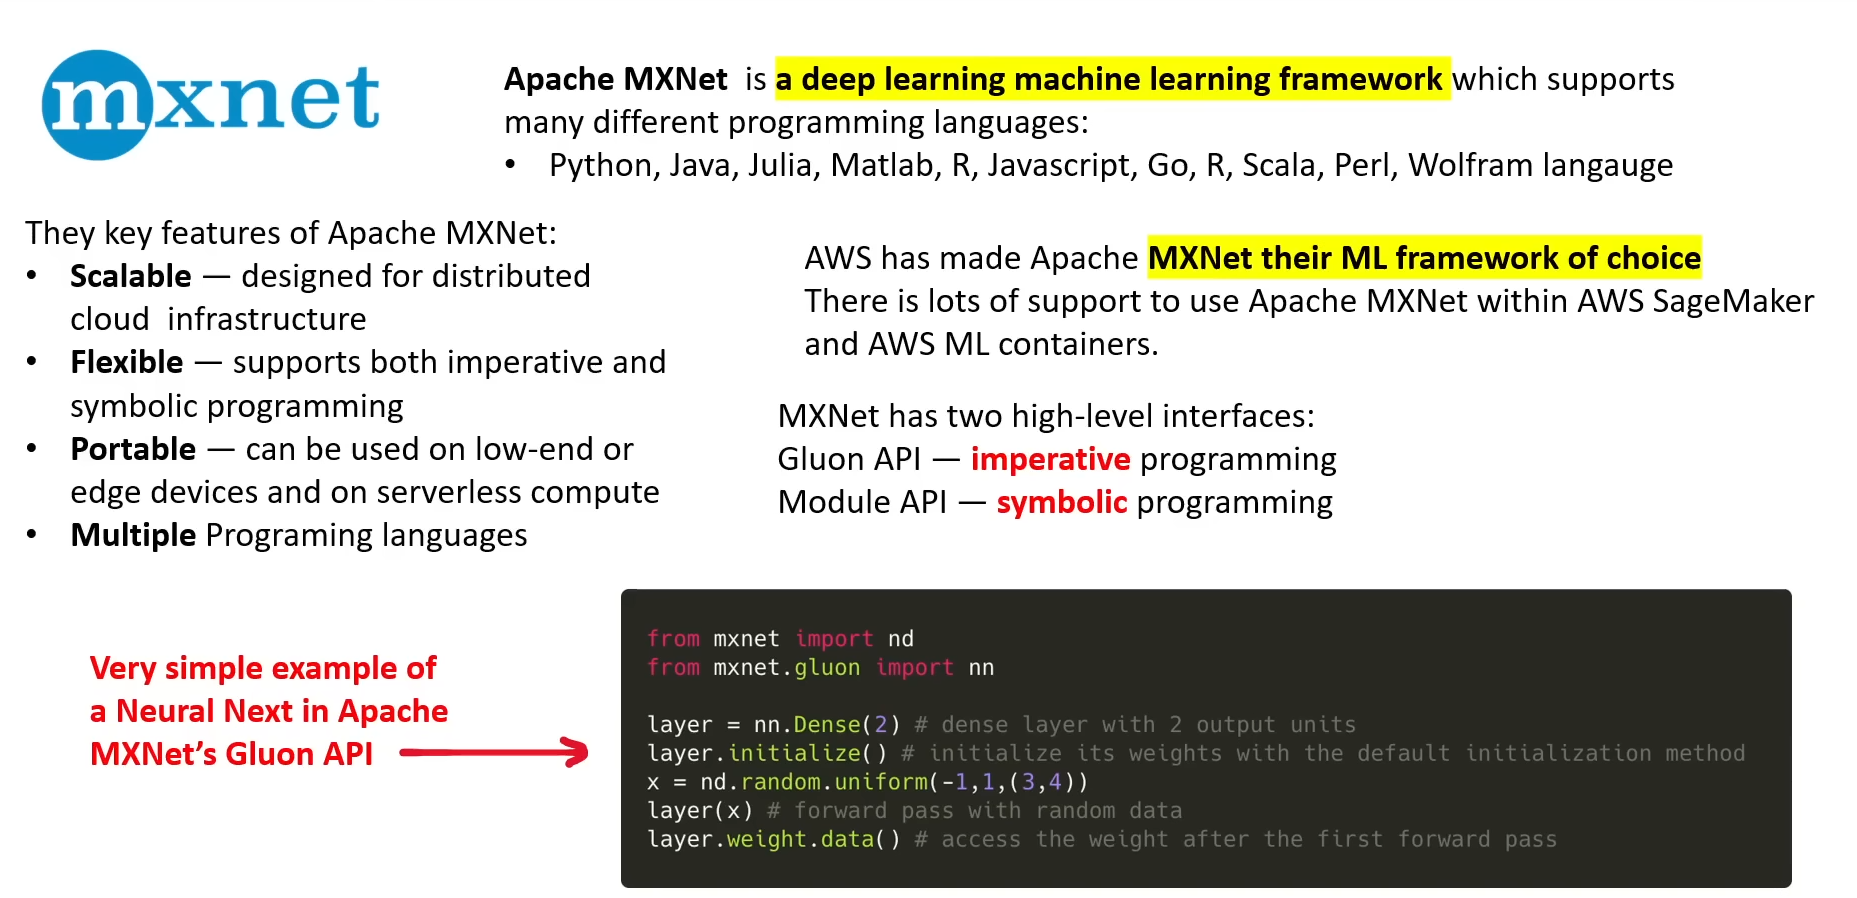 mxnet
Apache MXNet is a deep learning machine learning framework which supports
many different programming languages:
• Python, Java, Julia, Matlab, R, Javascript, Go, R, Scala, Perl, Wolfram langauge
They key features of Apache MXNet:
• Scalable — designed for distributed
cloud infrastructure
• Flexible — supports both imperative and
symbolic programming
• Portable — can be used on low-end or
edge devices and on serverless compute
• Multiple Programing languages
AWS has made Apache MXNet their ML framework of choice
There is lots of support to use Apache MXNet within AWS SageMaker
and AWS ML containers.
MXNet has two high-level interfaces:
Gluon API — imperative programming
Module API — symbolic programming
Very simple example of
a Neural Next in Apache
MXNet’s Gluon API
from mxnet import nd
from mxnet.gluon import nn
layer = nn.Dense(2) # dense layer with 2 output units
layer.initialize() # initialize its weights with the default initialization method
x = nd.random.uniform(-1,1,(3,4))
layer(x) # forward pass with random data
layer.weight.data() # access the weight after the first forward pass